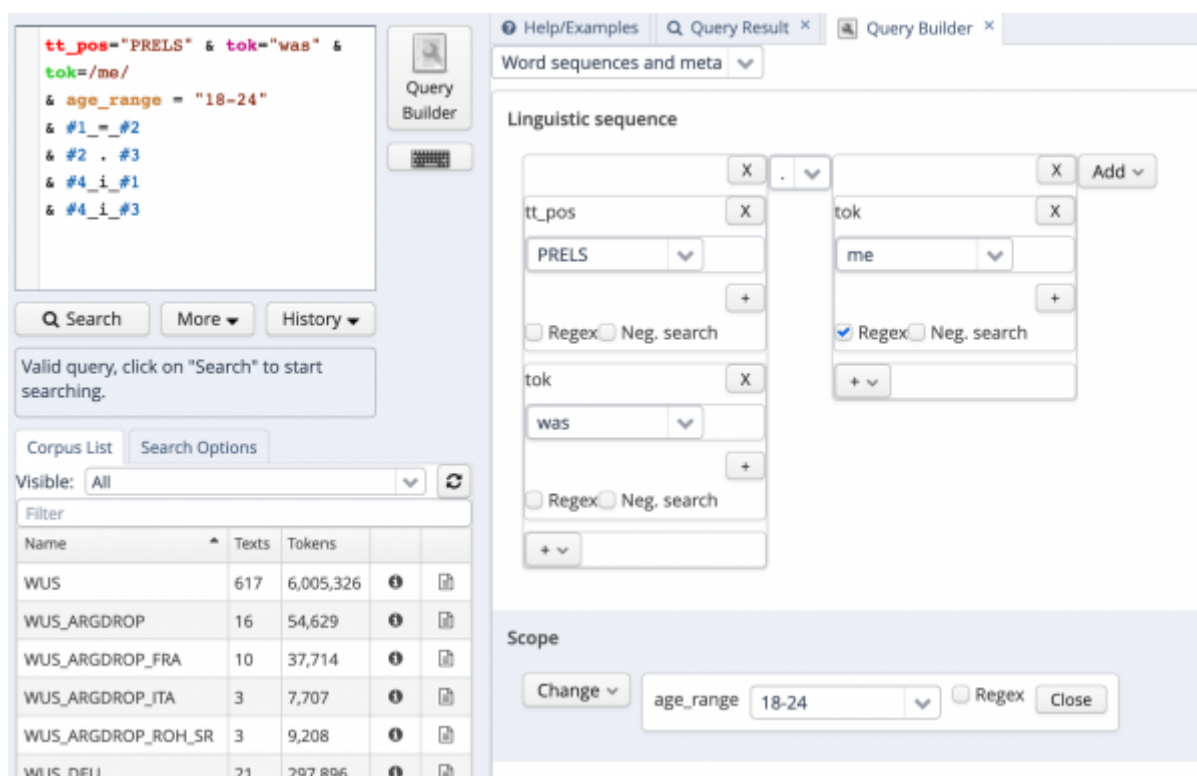 tt_pos="PRELS" & tok="was" &
tok=/me/
& age_range = "18-24"
& #1_=_#2
& #2 . #3
& #4_i_#1
& #4_i_#3
Query
Builder
Search More History
Valid query, click on "Search" to start
searching.
Corpus List Search Options
Visible: All
Filter
Name Texts Tokens
WUS 617 6,005,326
WUS_ARGDROP 16 54,629
WUS_ARGDROP_FRA 10 37,714
WUS_ARGDROP_ITA 3 7,707
WUS_ARGDROP_ROH_SR 3 9,208
WUS_DEU 21 297,896
Help/Examples Query Result × Query Builder ×
Word sequences and meta
Linguistic sequence
X . X Add
tt_pos X tok X
PRELS me
+ +
Regex Neg. search Regex Neg. search
tok X +
was
+
Regex Neg. search
+
Scope
Change age_range 18-24 Regex Close